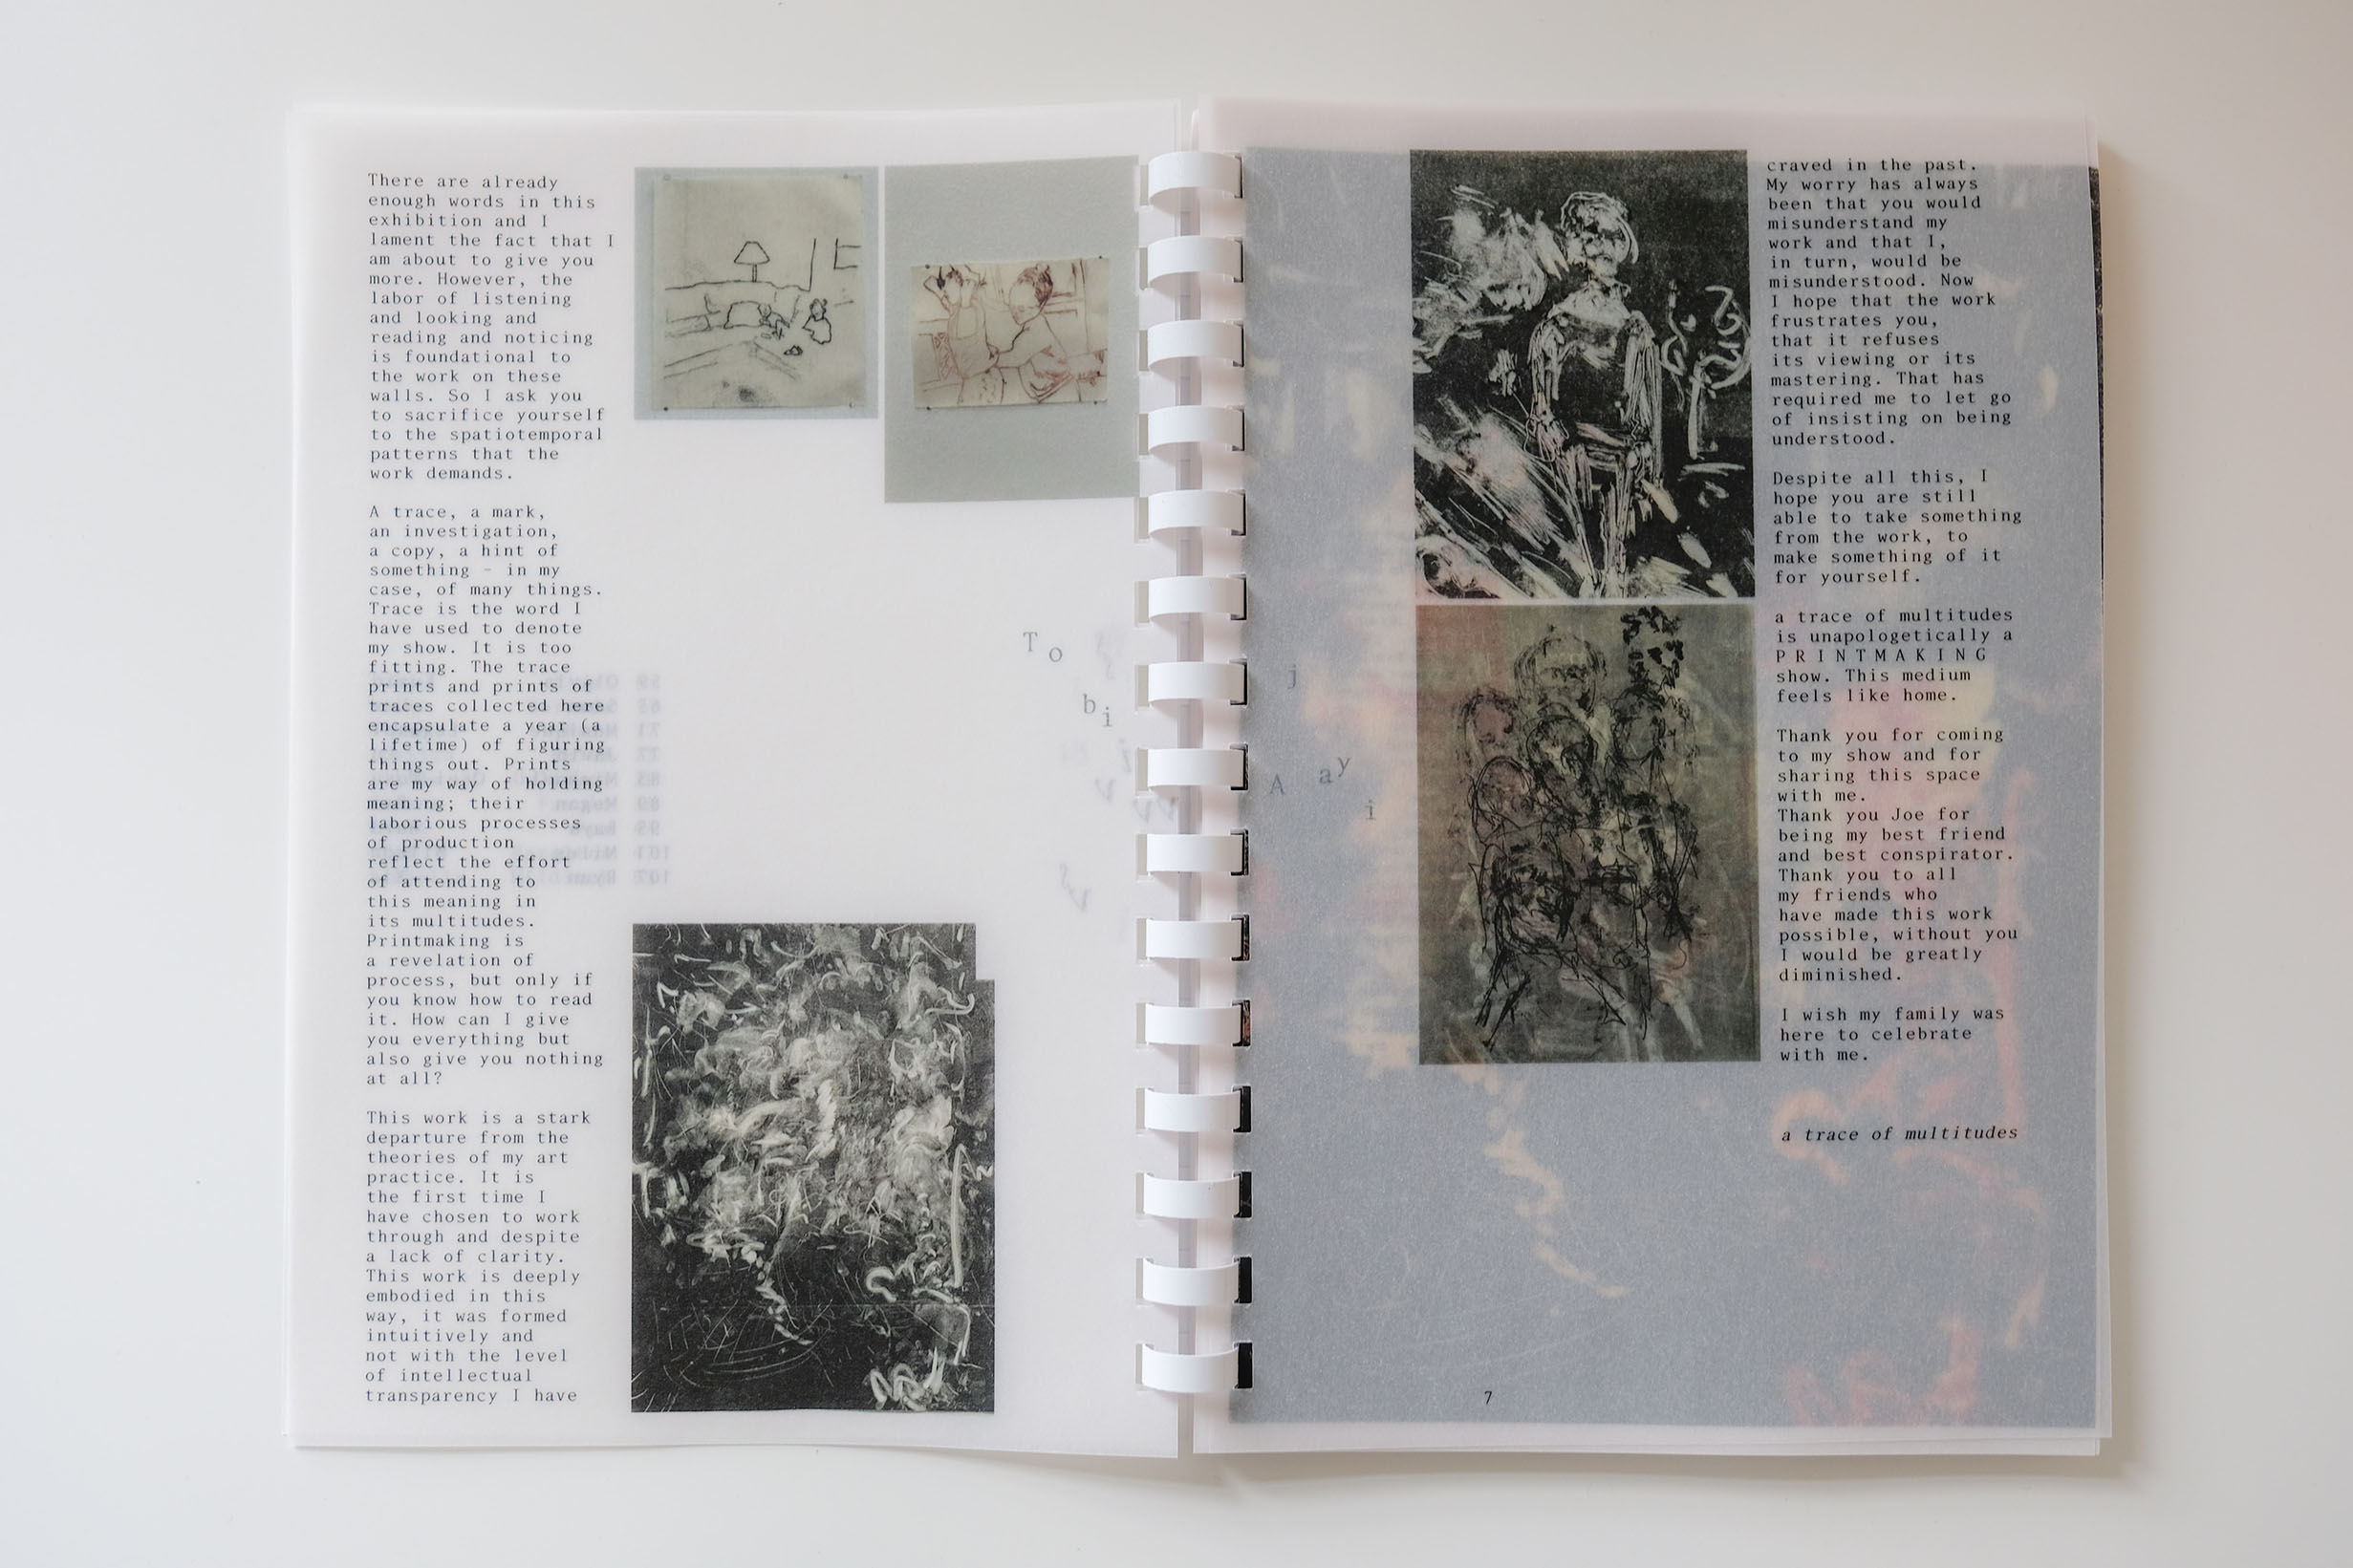 There are already
enough words in this
exhibition and I
lament the fact that I
am about to give you
more. However, the
labor of listening
and looking and
reading and noticing
is foundational to
the work on these
walls. So I ask you
to sacrifice yourself
to the spatiotemporal
patterns that the
work demands.
A trace, a mark,
an investigation,
a copy, a hint of
something - in my
case, of many things.
Trace is the word I
have used to denote
my show. It is too
fitting. The trace
prints and prints of
traces collected here
encapsulate a year (a
lifetime) of figuring
things out. Prints
are my way of holding
meaning; their
laborious processes
of production
reflect the effort
of attending to
this meaning in
its multitudes.
Printmaking is
a revelation of
process, but only if
you know how to read
it. How can I give
you everything but
also give you nothing
at all?
This work is a stark
departure from the
theories of my art
practice. It is
the first time I
have chosen to work
through and despite
a lack of clarity.
This work is deeply
embodied in this
way, it was formed
intuitively and
not with the level
of intellectual
transparency I have
To
bi
j
A ay
i
craved in the past.
My worry has always
been that you would
misunderstand my
work and that I,
in turn, would be
misunderstood. Now
I hope that the work
frustrates you,
that it refuses
its viewing or its
mastering. That has
required me to let go
of insisting on being
understood.
Despite all this, I
hope you are still
able to take something
from the work, to
make something of it
for yourself.
a trace of multitudes
is unapologetically a
PRINTMAKING
show. This medium
feels like home.
Thank you for coming
to my show and for
sharing this space
with me.
Thank you Joe for
being my best friend
and best conspirator.
Thank you to all
my friends who
have made this work
possible, without you
I would be greatly
diminished.
I wish my family was
here to celebrate
with me.
a trace of multitudes
7